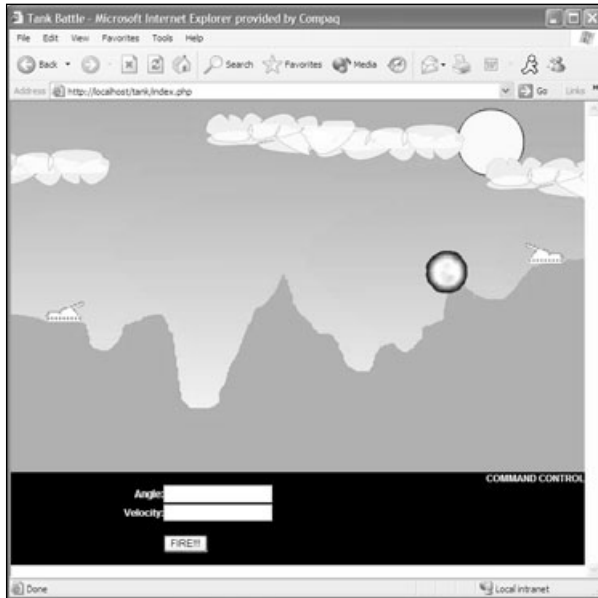 Tank Battle - Microsoft Internet Explorer provided by Compaq
File Edit View Favorites Tools Help
Back Search Favorites Media
Address http://localhost/tank/index.php Go Links »
COMMAND CONTROL
Angle:
Velocity:
FIRE!!!
Done Local intranet